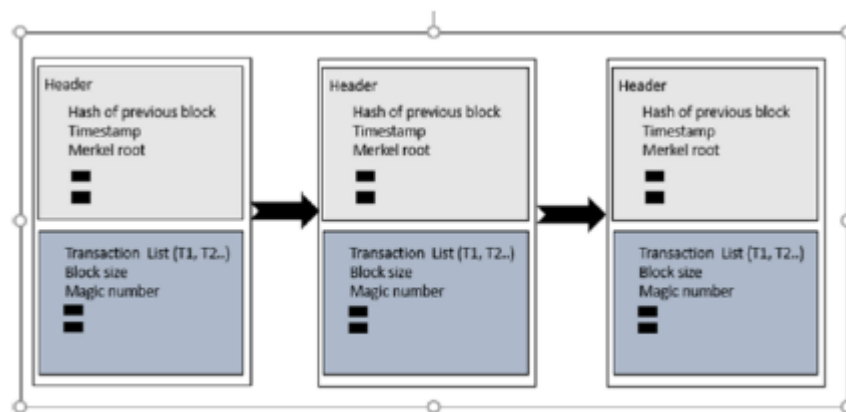 Header
Hash of previous block
Timestamp
Merkel root
Transaction List (T1, T2..)
Block size
Magic number
Header
Hash of previous block
Timestamp
Merkel root
Transaction List (T1, T2..)
Block size
Magic number
Header
Hash of previous block
Timestamp
Merkel root
Transaction List (T1, T2..)
Block size
Magic number